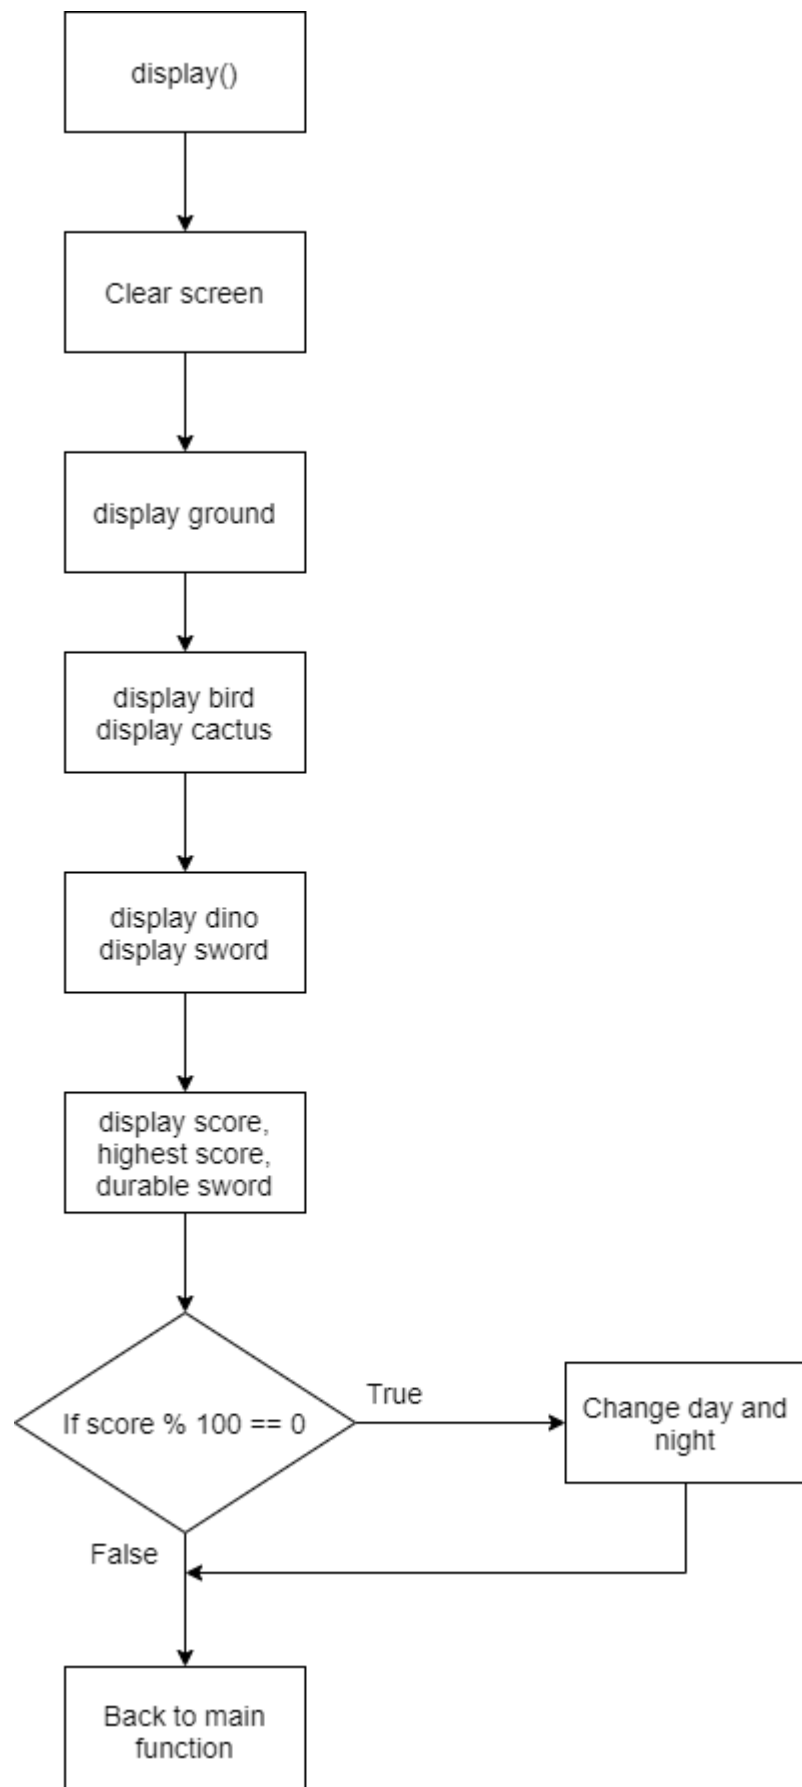 display()
Clear screen
display ground
display bird
display cactus
display dino
display sword
display score,
highest score,
durable sword
If score % 100 == 0
True
Change day and
night
False
Back to main
function